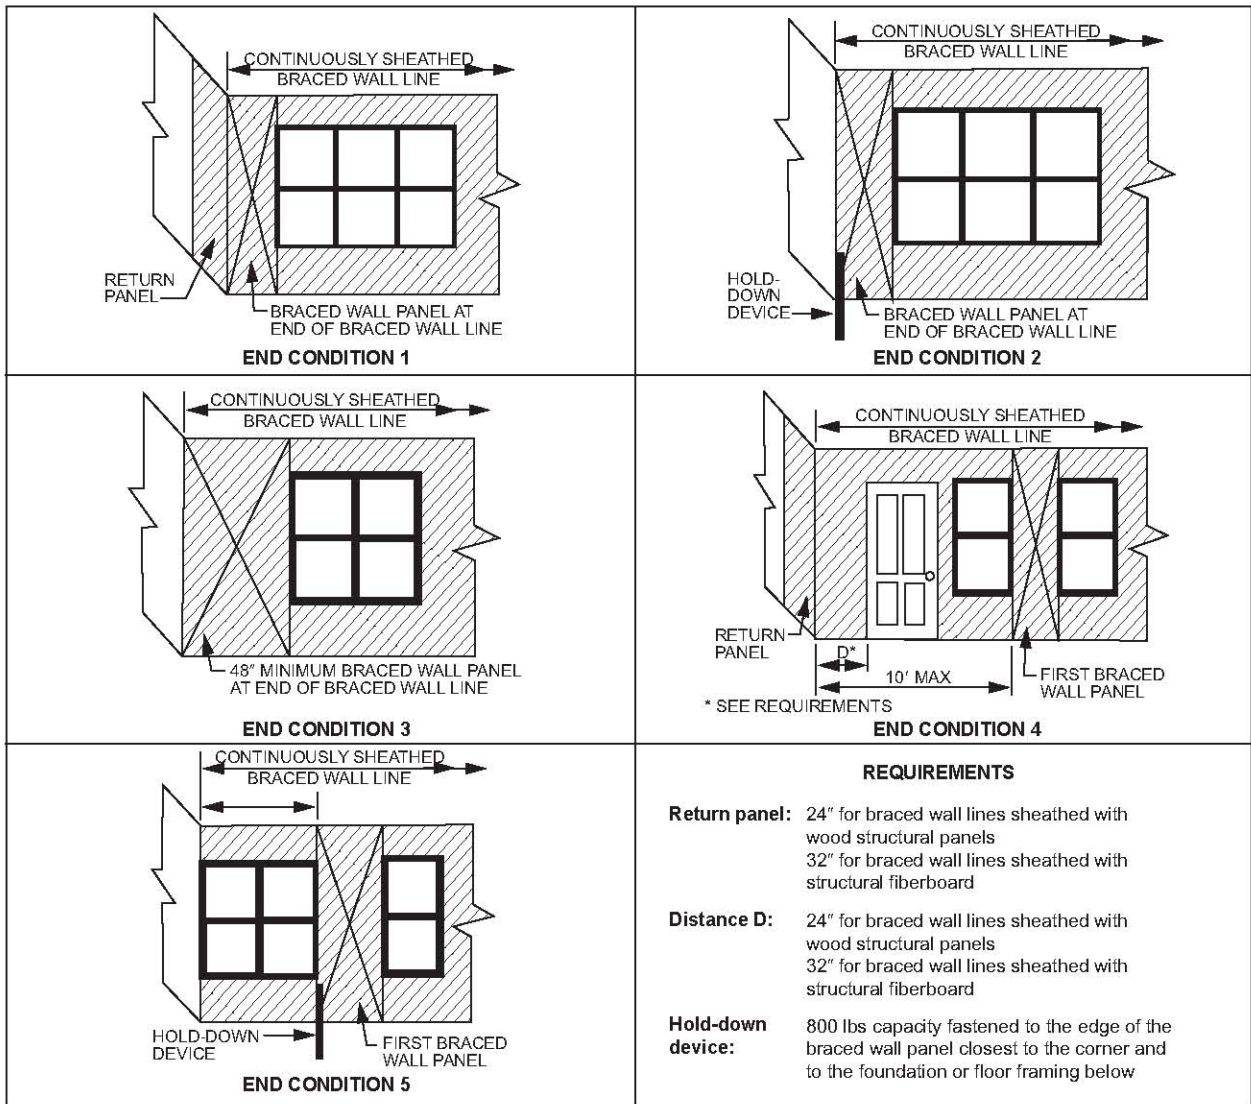 CONTINUOUSLY SHEATHED
BRACED WALL LINE
RETURN
PANEL
BRACED WALL PANEL AT
END OF BRACED WALL LINE
END CONDITION 1
CONTINUOUSLY SHEATHED
BRACED WALL LINE
HOLD-
DOWN
DEVICE
BRACED WALL PANEL AT
END OF BRACED WALL LINE
END CONDITION 2
CONTINUOUSLY SHEATHED
BRACED WALL LINE
48" MINIMUM BRACED WALL PANEL
AT END OF BRACED WALL LINE
END CONDITION 3
CONTINUOUSLY SHEATHED
BRACED WALL LINE
RETURN
PANEL
D*
10' MAX
FIRST BRACED
WALL PANEL
* SEE REQUIREMENTS
END CONDITION 4
CONTINUOUSLY SHEATHED
BRACED WALL LINE
HOLD-DOWN
DEVICE
FIRST BRACED
WALL PANEL
END CONDITION 5
REQUIREMENTS
Return panel: 24" for braced wall lines sheathed with
wood structural panels
32" for braced wall lines sheathed with
structural fiberboard
Distance D: 24" for braced wall lines sheathed with
wood structural panels
32" for braced wall lines sheathed with
structural fiberboard
Hold-down 800 lbs capacity fastened to the edge of the
device: braced wall panel closest to the corner and
to the foundation or floor framing below